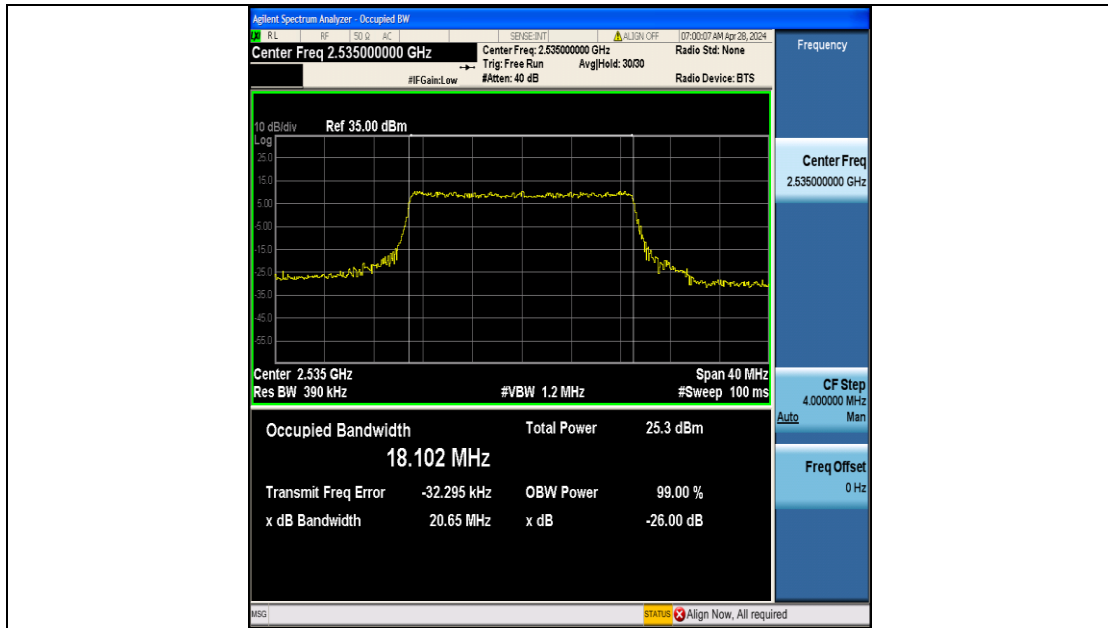 Agilent Spectrum Analyzer - Occupied BW
RL RF 50 Ω AC SENSE:INT ALIGN OFF 07:00:07 AM Apr 28, 2024
Center Freq 2.535000000 GHz
Center Freq: 2.535000000 GHz Radio Std: None
Trig: Free Run Avg|Hold: 30/30
#IFGain:Low #Atten: 40 dB Radio Device: BTS
Frequency
10 dB/div Ref 35.00 dBm
Log
25.0
15.0
5.00
-5.00
-15.0
-25.0
-35.0
-45.0
-55.0
Center 2.535 GHz Span 40 MHz
Res BW 390 kHz #VBW 1.2 MHz #Sweep 100 ms
Center Freq
2.535000000 GHz
CF Step
4.000000 MHz
Auto Man
Freq Offset
0 Hz
Occupied Bandwidth Total Power 25.3 dBm
18.102 MHz
Transmit Freq Error -32.295 kHz OBW Power 99.00 %
x dB Bandwidth 20.65 MHz x dB -26.00 dB
MSG STATUS Align Now, All required